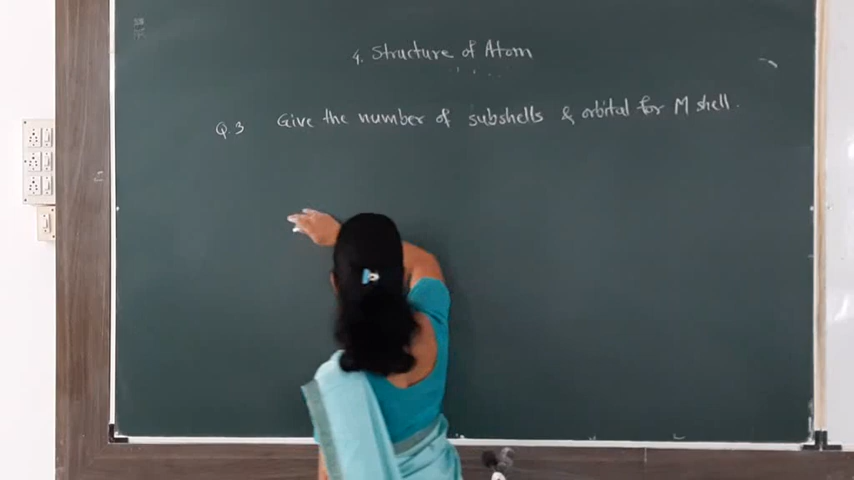 4. Structure of Atom
Q.3 Give the number of subshells & orbital for M shell.